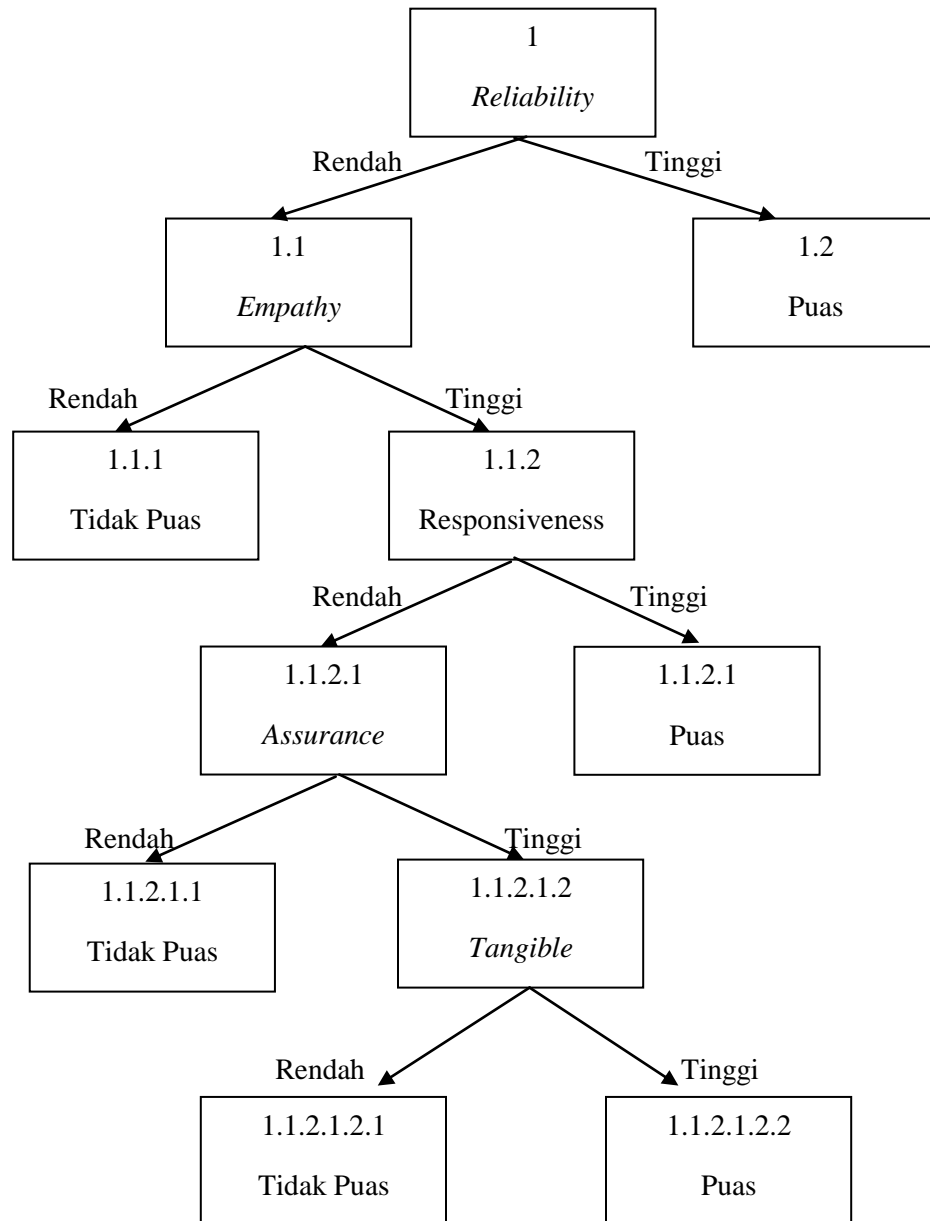 1
Reliability
Rendah
Tinggi
1.1
Empathy
1.2
Puas
Rendah
Tinggi
1.1.1
Tidak Puas
1.1.2
Responsiveness
Rendah
Tinggi
1.1.2.1
Assurance
1.1.2.1
Puas
Rendah
Tinggi
1.1.2.1.1
Tidak Puas
1.1.2.1.2
Tangible
Rendah
Tinggi
1.1.2.1.2.1
Tidak Puas
1.1.2.1.2.2
Puas